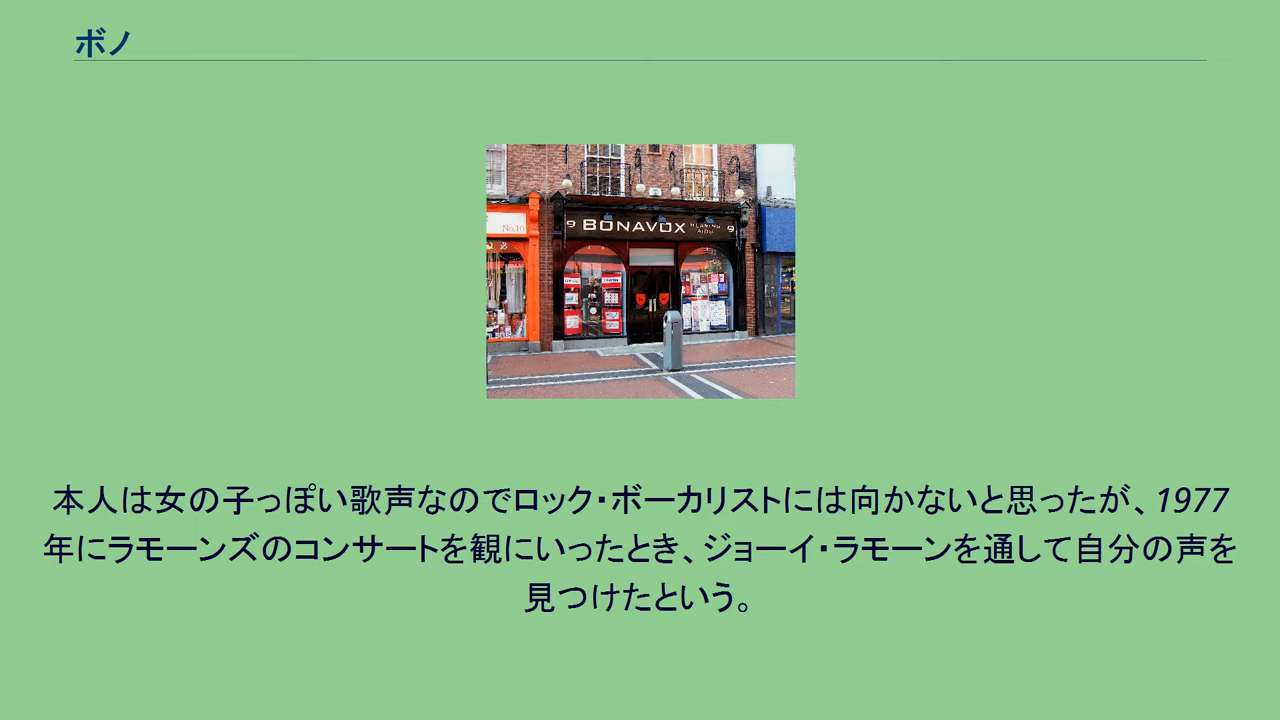 ボノ
No.10
9 BONAVOX HEARING AIDS 9
本人は女の子っぽい歌声なのでロック・ボーカリストには向かないと思ったが、1977
年にラモーンズのコンサートを観にいったとき、ジョーイ・ラモーンを通して自分の声を
見つけたという。